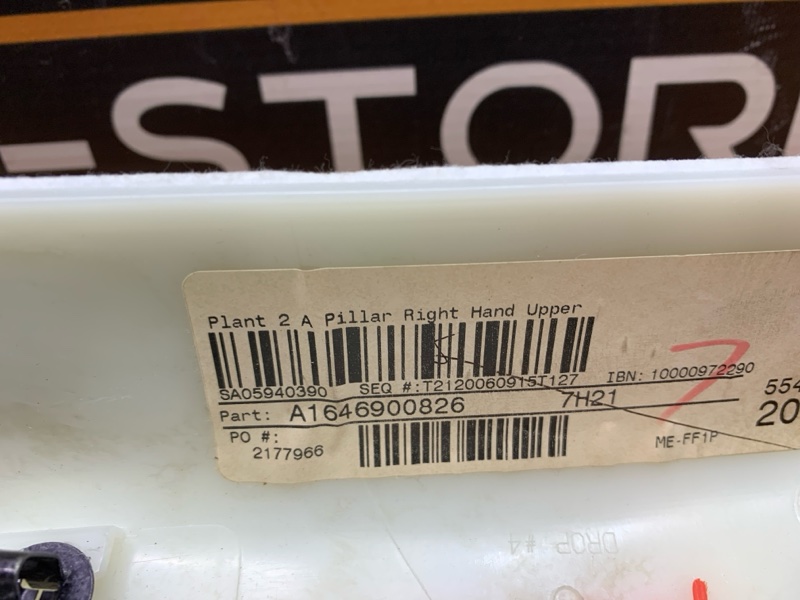 -STOR
Plant 2 A Pillar Right Hand Upper
SA05940390 SEQ #:T2120060915T127 IBN: 10000972290
Part: A1646900826 7H21 554
PO #: 20
2177966 ME-FF1P
7
DROP #4